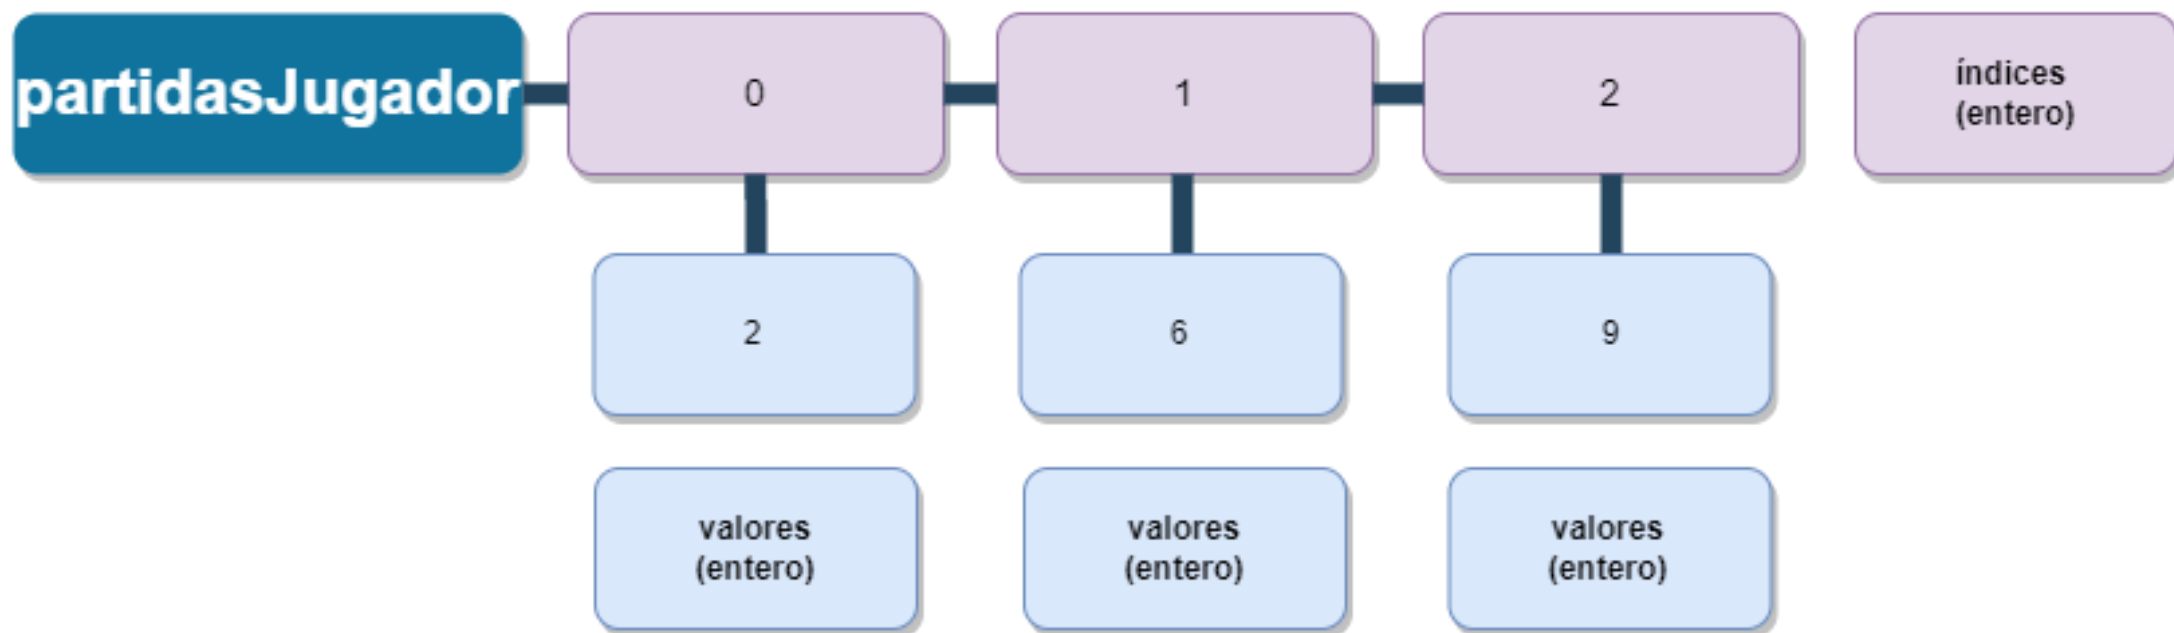 partidasJugador
0
1
2
índices
(entero)
2
6
9
valores
(entero)
valores
(entero)
valores
(entero)